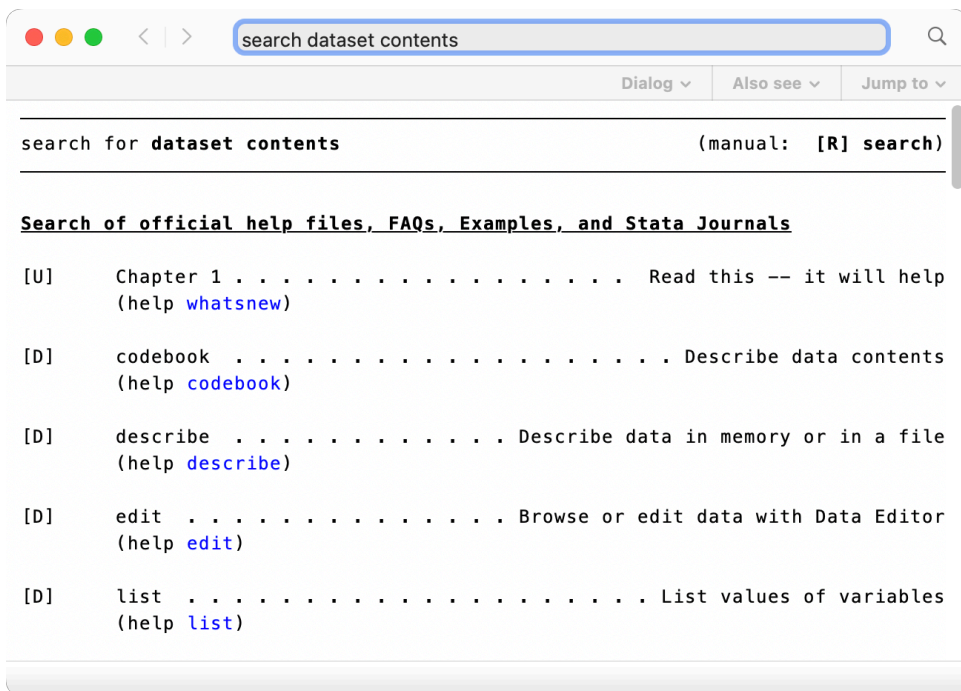 search dataset contents
Dialog Also see Jump to
search for dataset contents (manual: [R] search)
Search of official help files, FAQs, Examples, and Stata Journals
[U] Chapter 1 . . . . . . . . . . . . . . . . . Read this -- it will help
(help whatsnew)
[D] codebook . . . . . . . . . . . . . . . . . . . Describe data contents
(help codebook)
[D] describe . . . . . . . . . . . . Describe data in memory or in a file
(help describe)
[D] edit . . . . . . . . . . . . . . Browse or edit data with Data Editor
(help edit)
[D] list . . . . . . . . . . . . . . . . . . . . List values of variables
(help list)